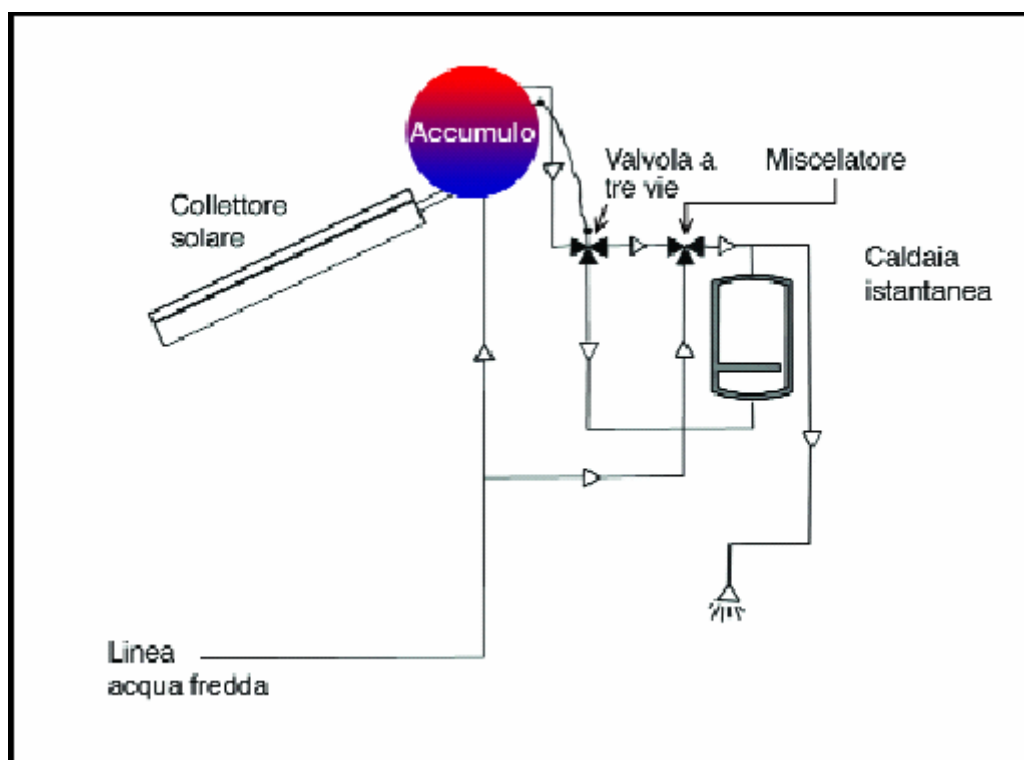 Accumulo
Valvola a
tre vie
Miscelatore
Collettore
solare
Caldaia
istantanea
Linea
acqua fredda